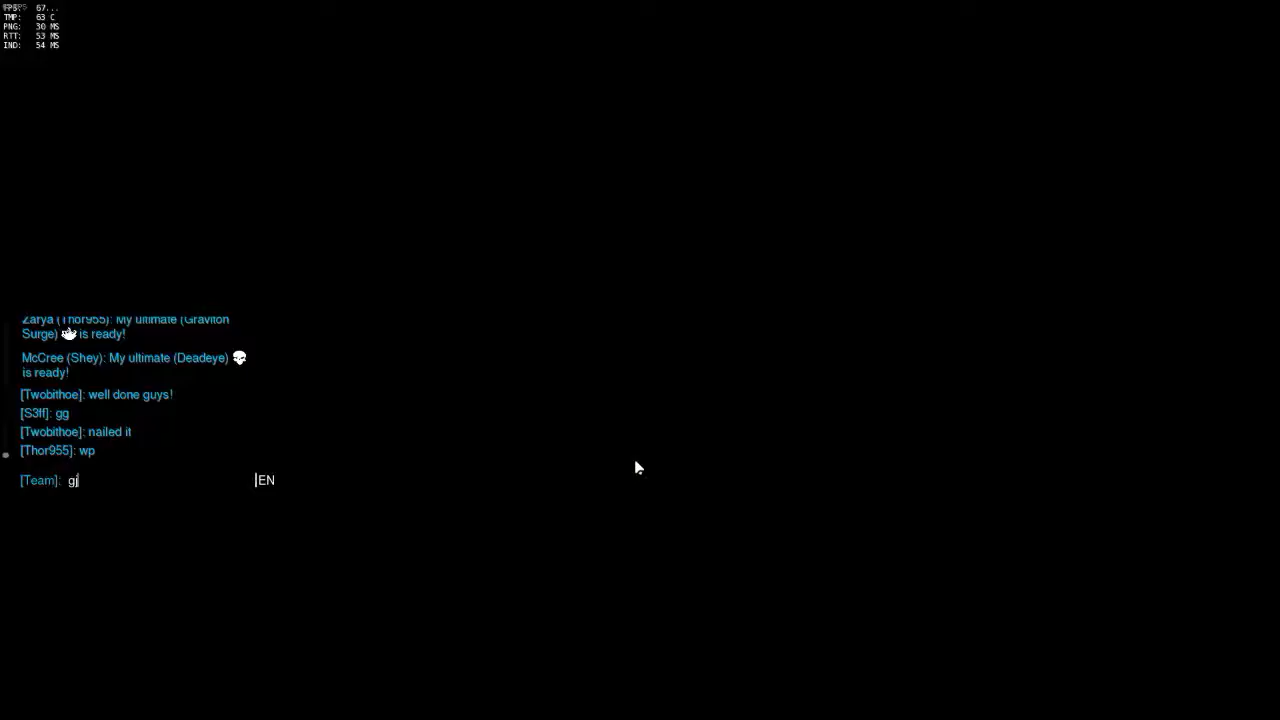 FPS: 67...
TMP: 63 C
PNG: 30 MS
RTT: 53 MS
IND: 54 MS
Zarya (Thor955): My ultimate (Graviton
Surge) is ready!
McCree (Shey): My ultimate (Deadeye)
is ready!
[Twobithoe]: well done guys!
[S3ff]: gg
[Twobithoe]: nailed it
[Thor955]: wp
[Team]: gj EN